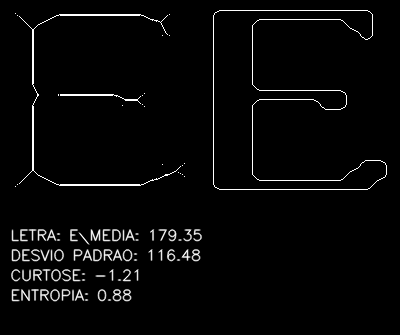 E E
LETRA: E\MEDIA: 179.35
DESVIO PADRAO: 116.48
CURTOSE: -1.21
ENTROPIA: 0.88